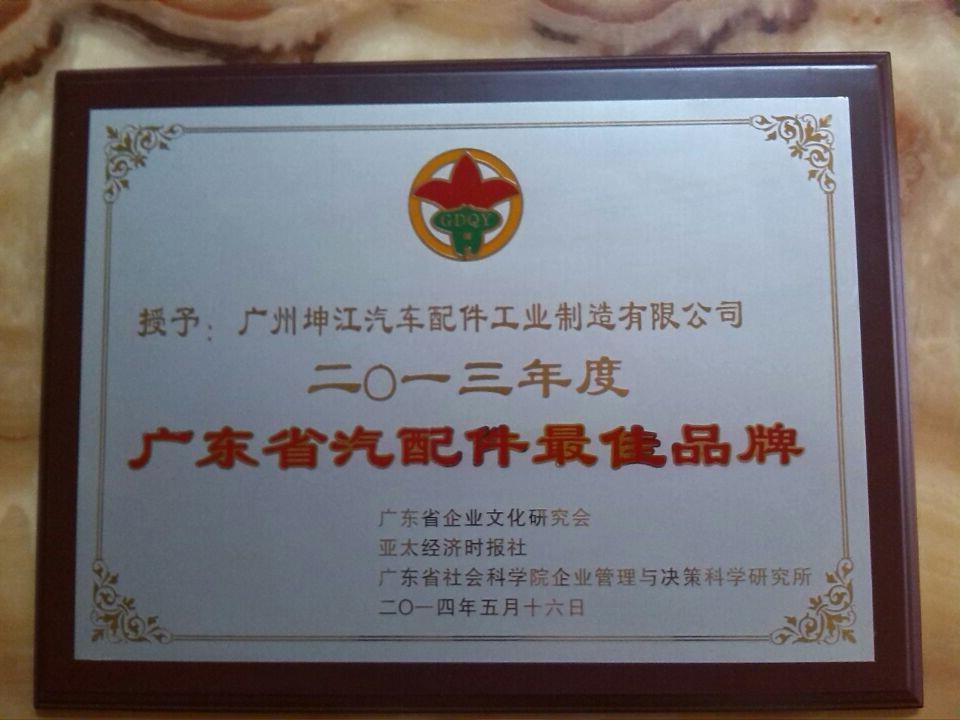 GDQY
授予：广州坤江汽车配件工业制造有限公司
二〇一三年度
广东省汽配件最佳品牌
广东省企业文化研究会
亚太经济时报社
广东省社会科学院企业管理与决策科学研究所
二〇一四年五月十六日